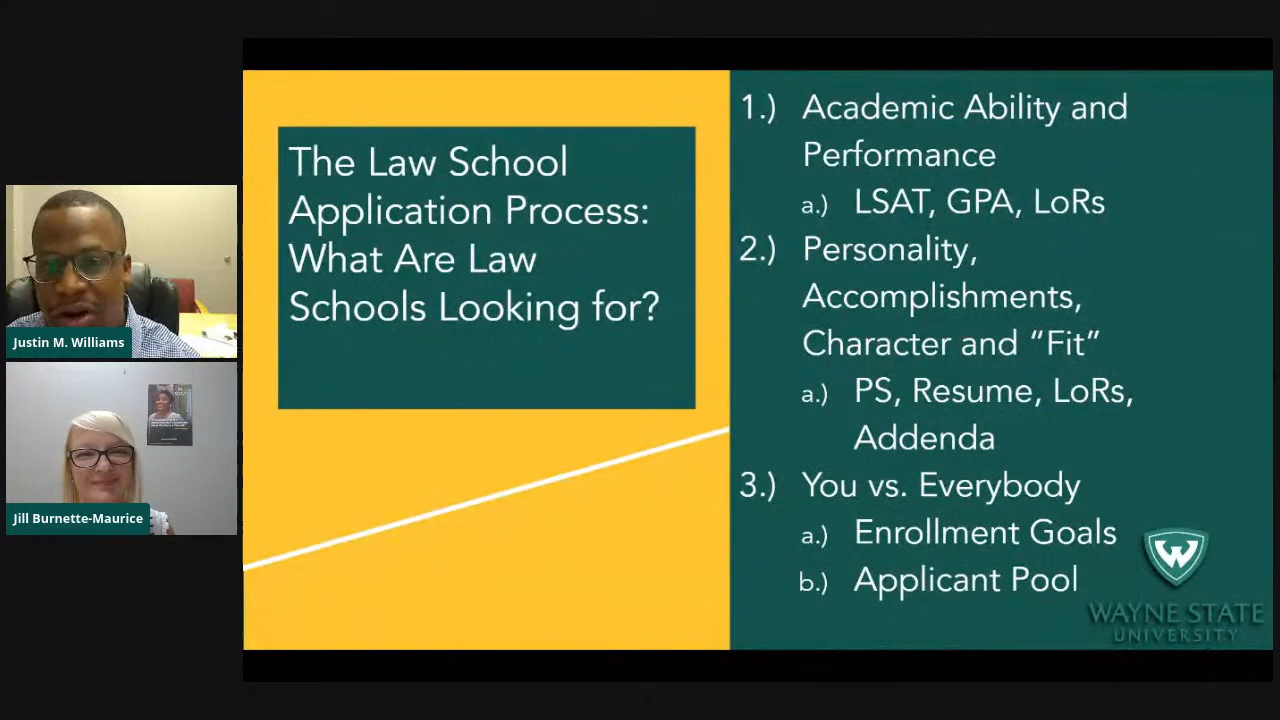 The Law School
Application Process:
What Are Law
Schools Looking for?
1.) Academic Ability and
Performance
a.) LSAT, GPA, LoRs
2.) Personality,
Accomplishments,
Character and “Fit”
a.) PS, Resume, LoRs,
Addenda
3.) You vs. Everybody
a.) Enrollment Goals
b.) Applicant Pool
W
WAYNE STATE
UNIVERSITY
Justin M. Williams
Jill Burnette-Maurice